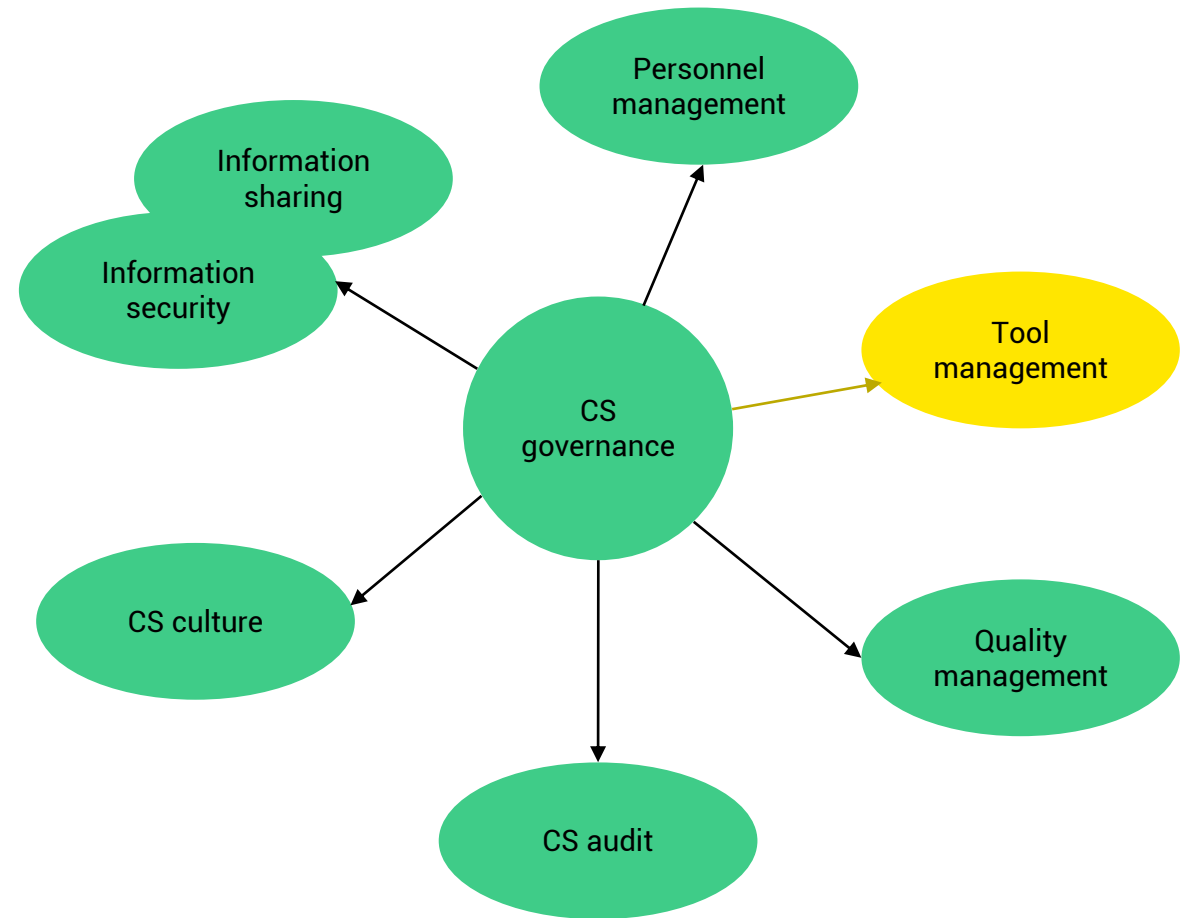 Personnel
management
Information
sharing
Information
security
Tool
management
CS
governance
CS culture
Quality
management
CS audit